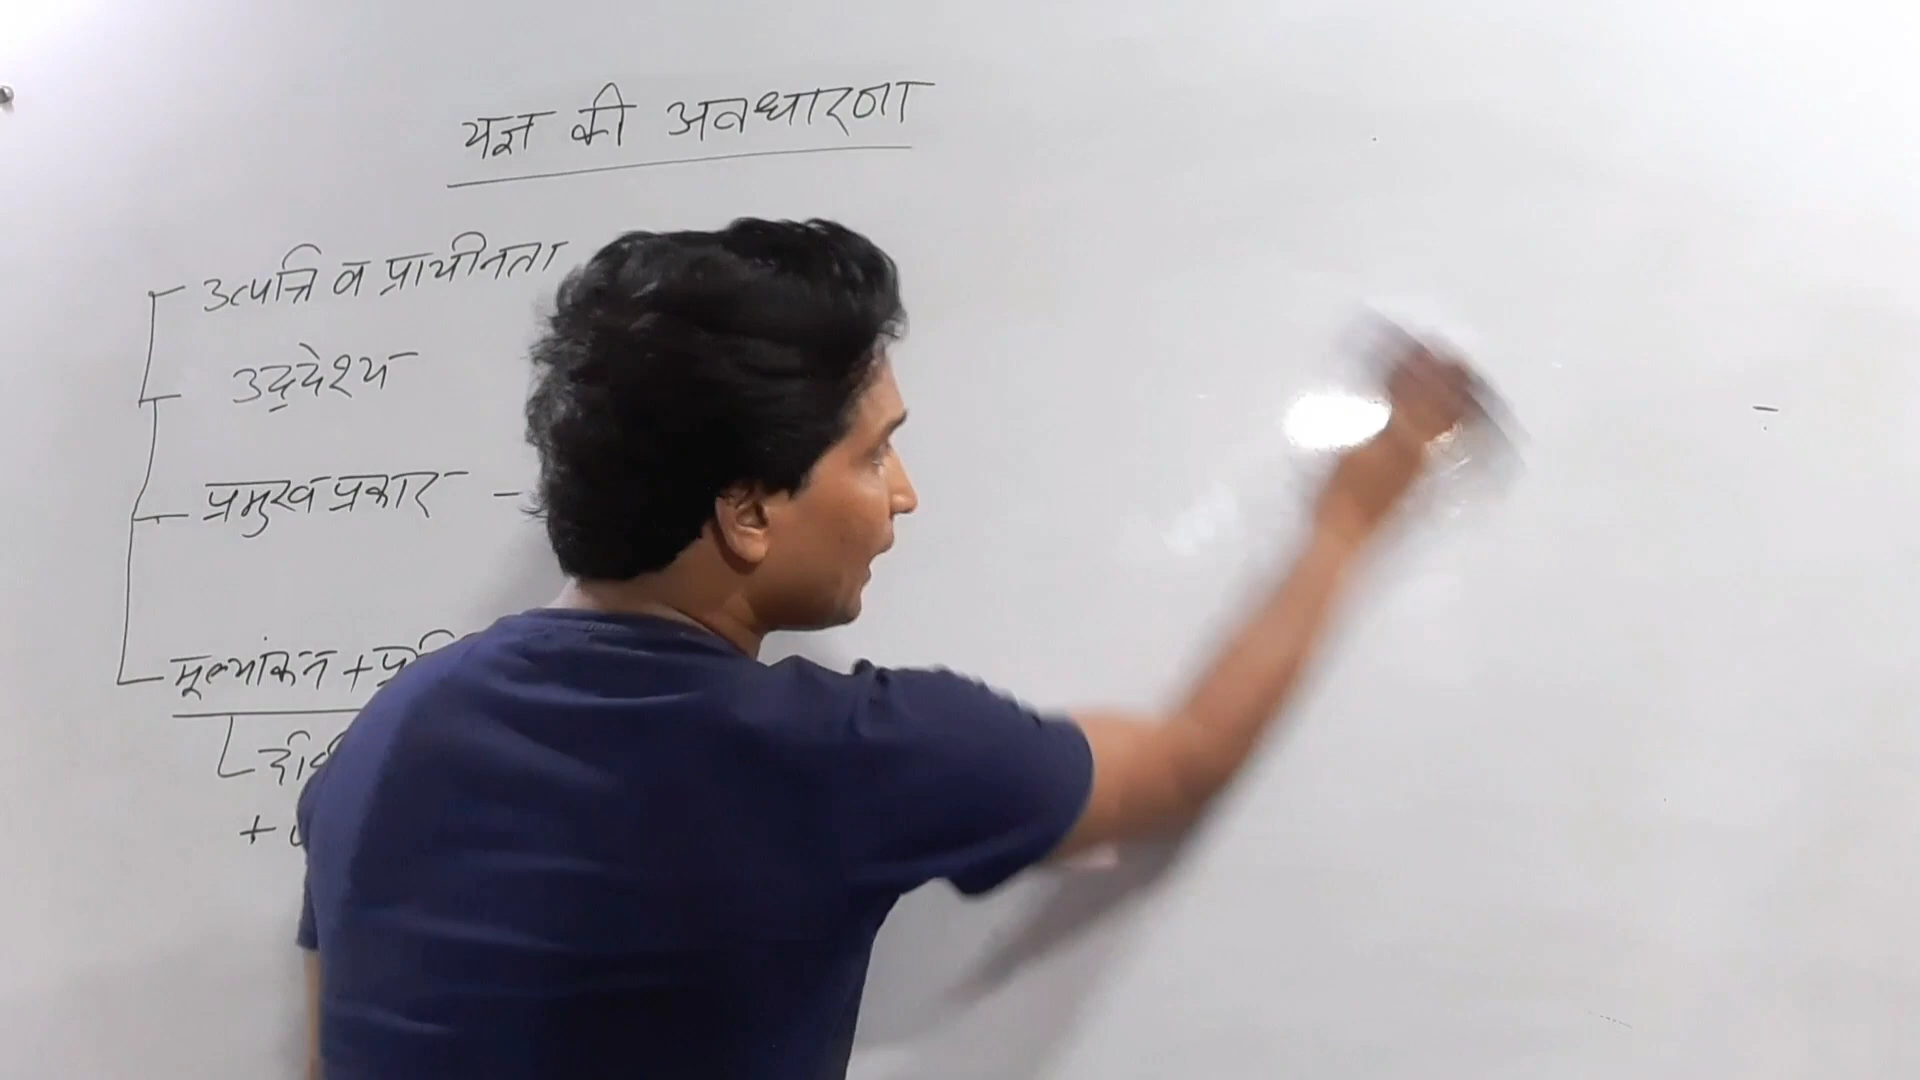 यज्ञ की अवधारणा
उत्पत्ति व प्राचीनता
उद्देश्य
प्रमुख प्रकार -
मूल्यांकन +
+